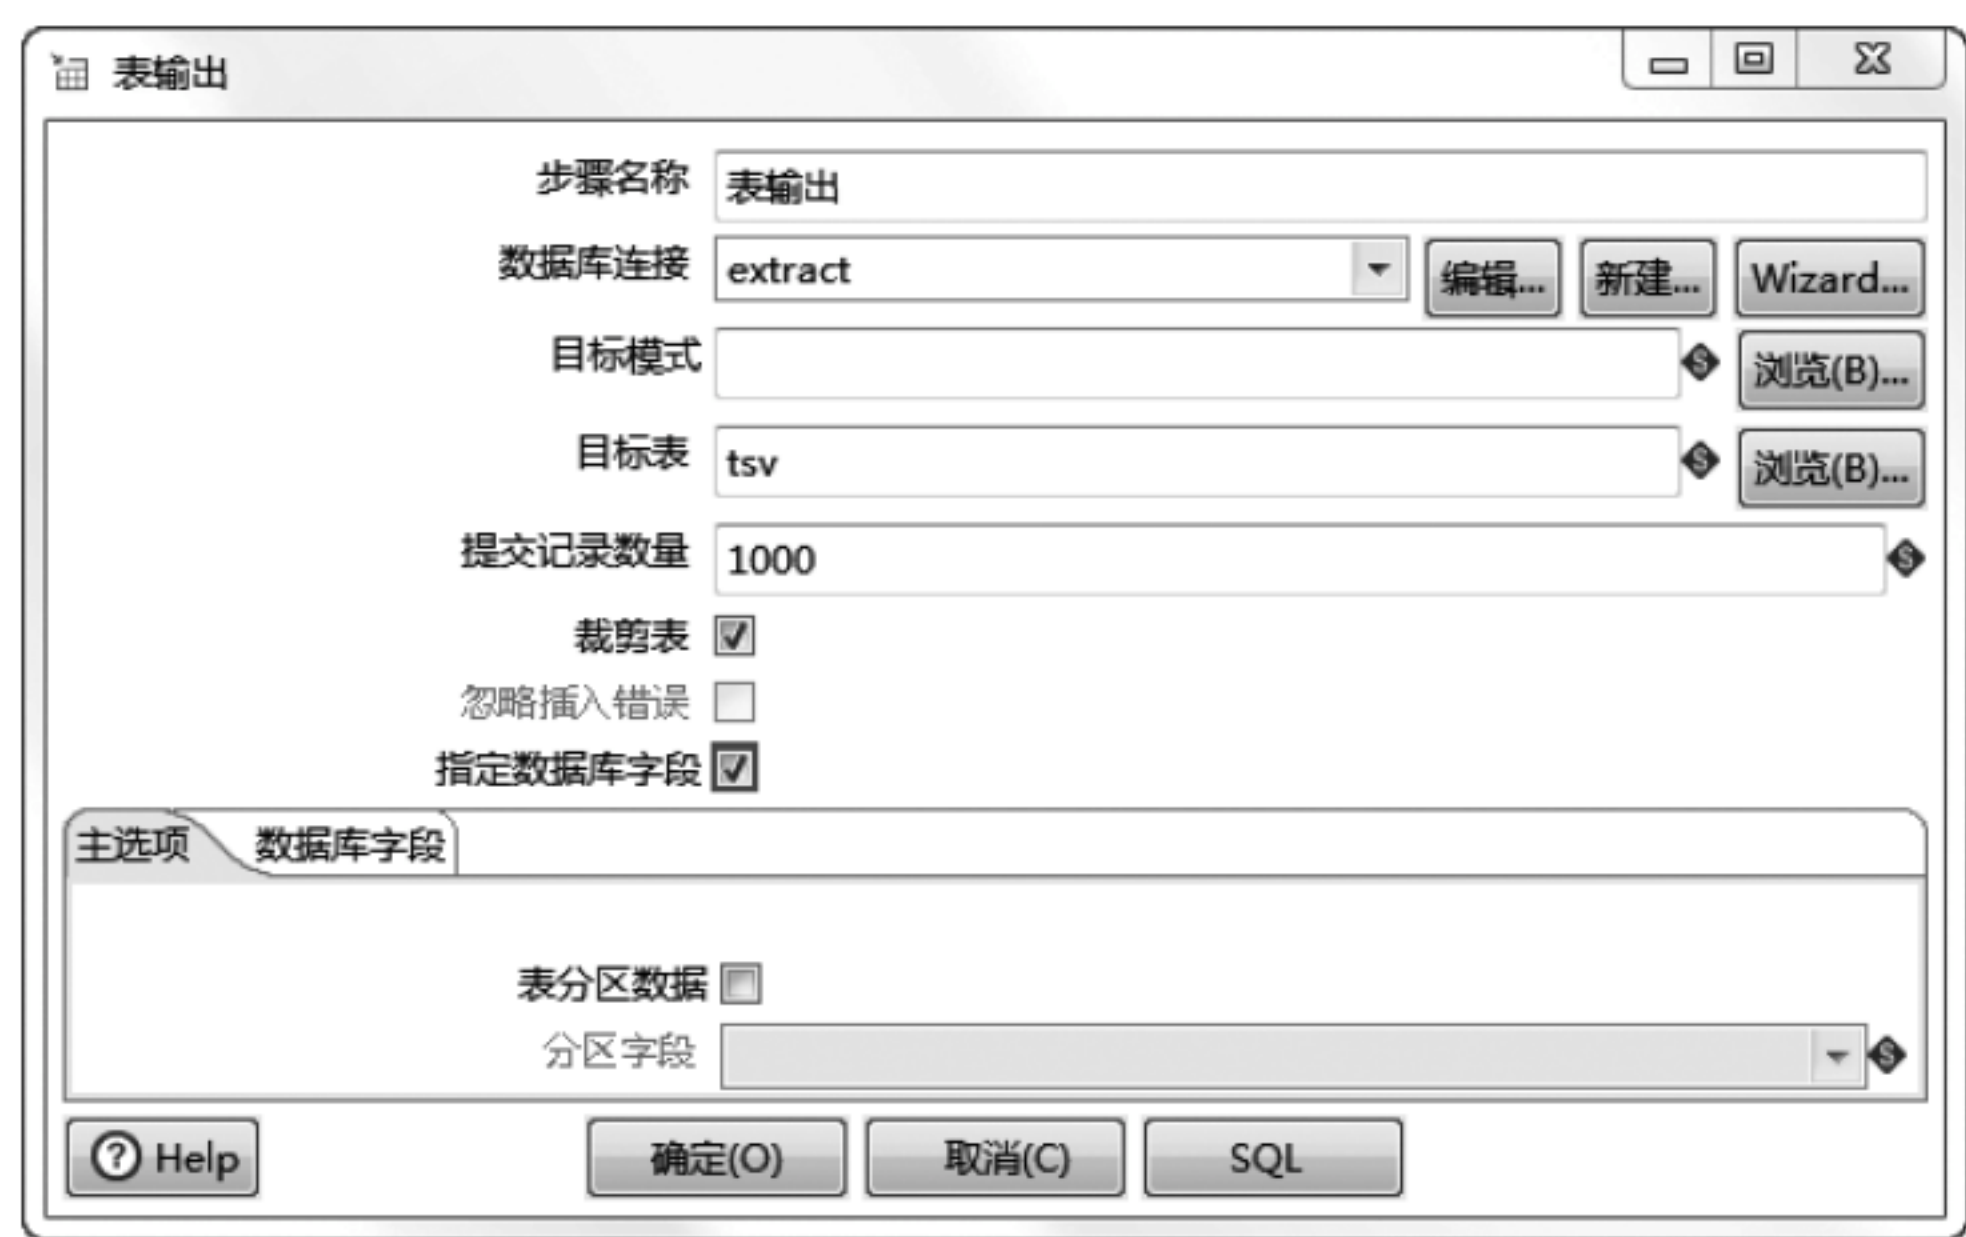 表输出
步骤名称 表输出
数据库连接 extract 编辑... 新建... Wizard...
目标模式 浏览(B)...
目标表 tsv 浏览(B)...
提交记录数量 1000
裁剪表
忽略插入错误
指定数据库字段
主选项 数据库字段
表分区数据
分区字段
Help 确定(O) 取消(C) SQL